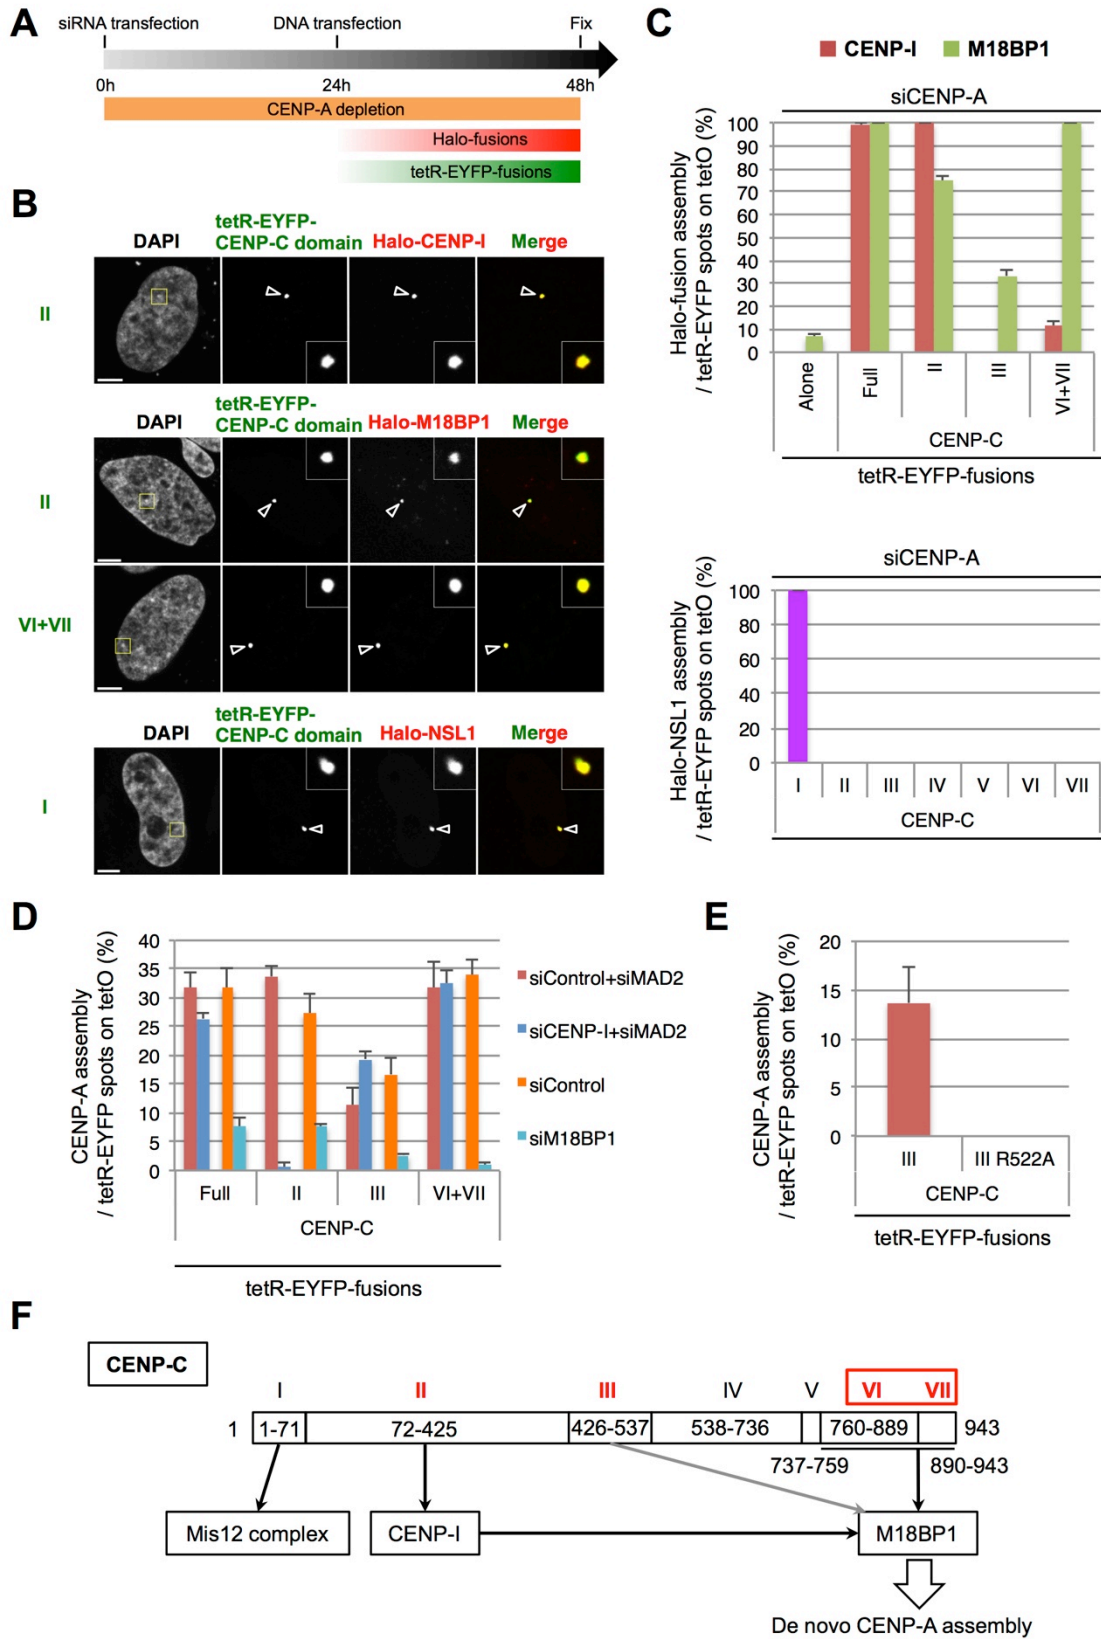 A
siRNA transfection DNA transfection Fix
0h 24h 48h
CENP-A depletion
Halo-fusions
tetR-EYFP-fusions
B
DAPI tetR-EYFP-CENP-C domain Halo-CENP-I Merge
II
DAPI tetR-EYFP-CENP-C domain Halo-M18BP1 Merge
II
VI+VII
DAPI tetR-EYFP-CENP-C domain Halo-NSL1 Merge
I
C
CENP-I M18BP1
siCENP-A
Halo-fusion assembly
/ tetR-EYFP spots on tetO (%)
100
90
80
70
60
50
40
30
20
10
0
Alone Full II III VI+VII
CENP-C
tetR-EYFP-fusions
siCENP-A
Halo-NSL1 assembly
/ tetR-EYFP spots on tetO (%)
100
80
60
40
20
0
I II III IV V VI VII
CENP-C
D
CENP-A assembly
/ tetR-EYFP spots on tetO (%)
40
35
30
25
20
15
10
5
0
Full II III VI+VII
CENP-C
tetR-EYFP-fusions
siControl+siMAD2
siCENP-I+siMAD2
siControl
siM18BP1
E
CENP-A assembly
/ tetR-EYFP spots on tetO (%)
20
15
10
5
0
III III R522A
CENP-C
tetR-EYFP-fusions
F
CENP-C
I II III IV V VI VII
1 1-71 72-425 426-537 538-736 760-889 943
737-759 890-943
Mis12 complex CENP-I M18BP1
De novo CENP-A assembly